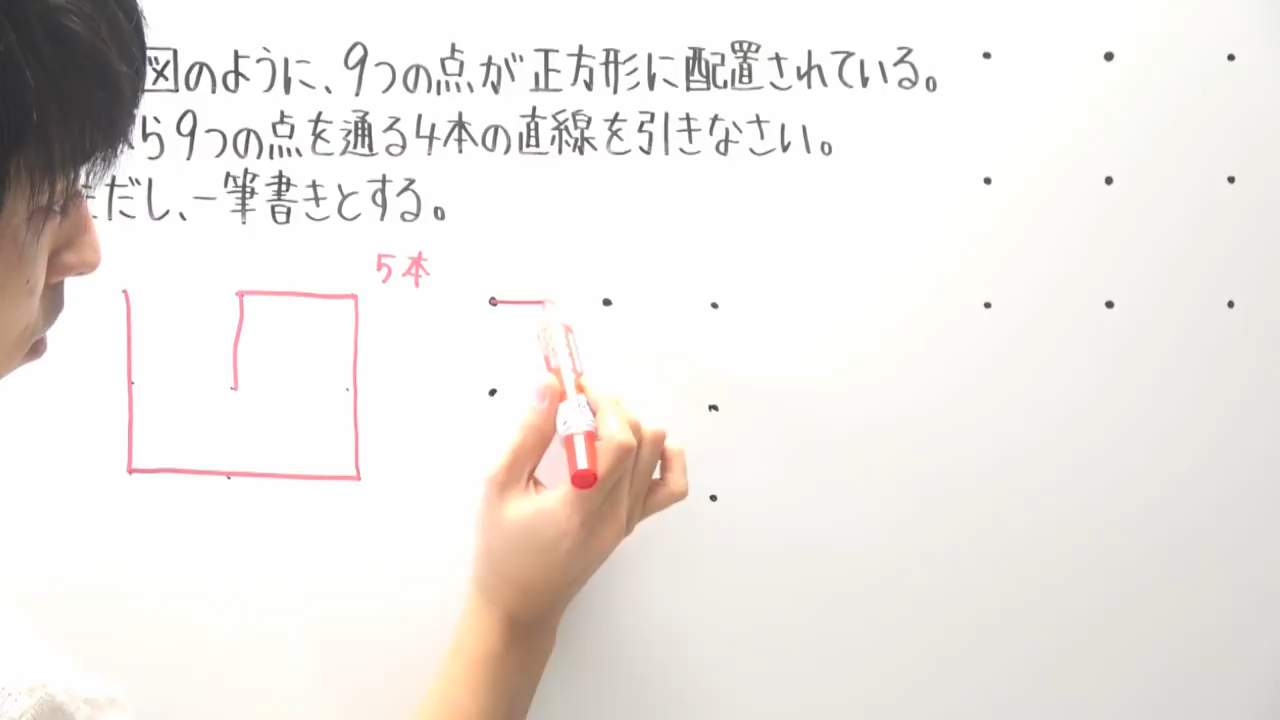 図のように、9つの点が正方形に配置されている。
ら9つの点を通る4本の直線を引きなさい。
だし、一筆書きとする。
5本